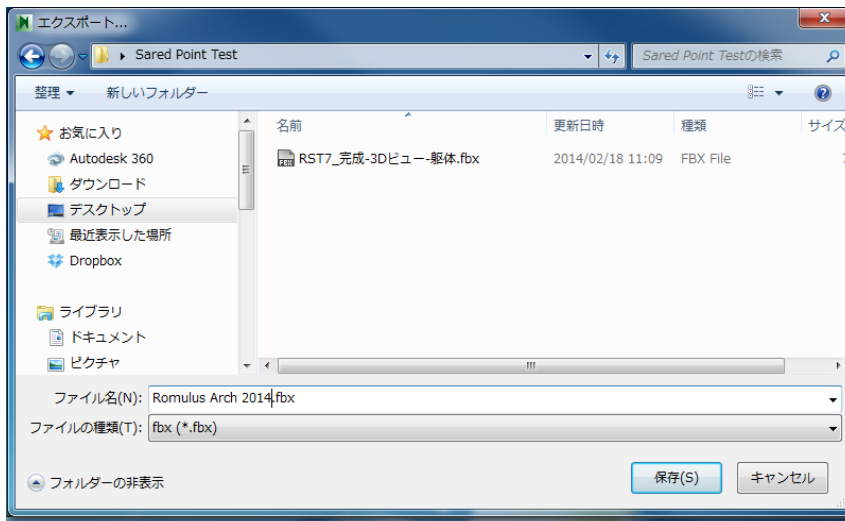 エクスポート...
Sared Point Test
Sared Point Testの検索
整理 新しいフォルダー
お気に入り
Autodesk 360
ダウンロード
デスクトップ
最近表示した場所
Dropbox
ライブラリ
ドキュメント
ピクチャ
名前 更新日時 種類 サイズ
RST7_完成-3Dビュー-躯体.fbx 2014/02/18 11:09 FBX File
ファイル名(N): Romulus Arch 2014.fbx
ファイルの種類(T): fbx (*.fbx)
フォルダーの非表示 保存(S) キャンセル